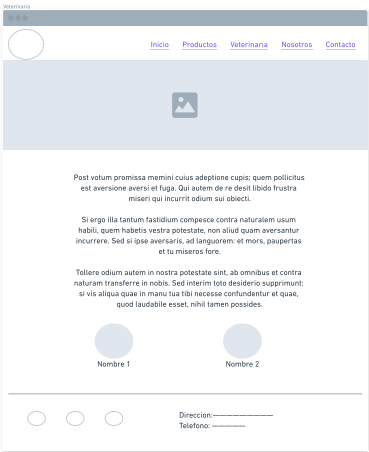 Veterinaria
Inicio Productos Veterinaria Nosotros Contacto
Post votum promissa memini cuius adeptione cupis; quem pollicitus
est aversione aversi et fuga. Qui autem de re desit libido frustra
miseri qui incurrit odium sui obiecti.
Si ergo illa tantum fastidium compesce contra naturalem usum
habili, quem habetis vestra potestate, non aliud quam aversantur
incurrere. Sed si ipse aversaris, ad languorem: et mors, paupertas
et tu miseros fore.
Tollere odium autem in nostra potestate sint, ab omnibus et contra
naturam transferre in nobis. Sed interim toto desiderio supprimunt:
si vis aliqua quae in manu tua tibi necesse confundentur et quae,
quod laudabile esset, nihil tamen possides.
Nombre 1 Nombre 2
Direccion:—————————
Telefono: —————